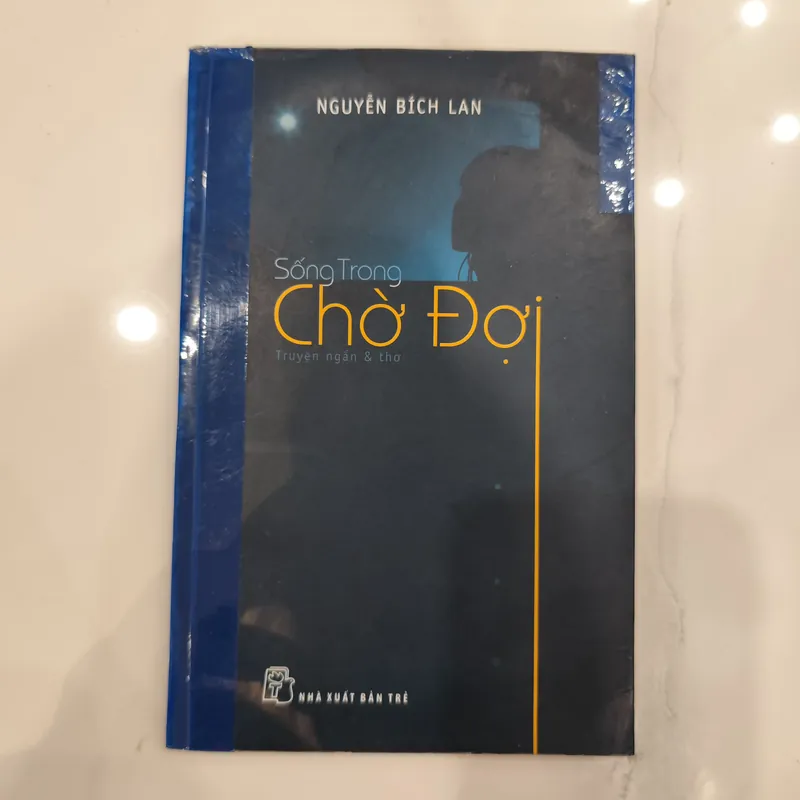 NGUYỄN BÍCH LAN
Sống Trong
Chờ Đợi
Truyện ngắn & thơ
NHÀ XUẤT BẢN TRẺ